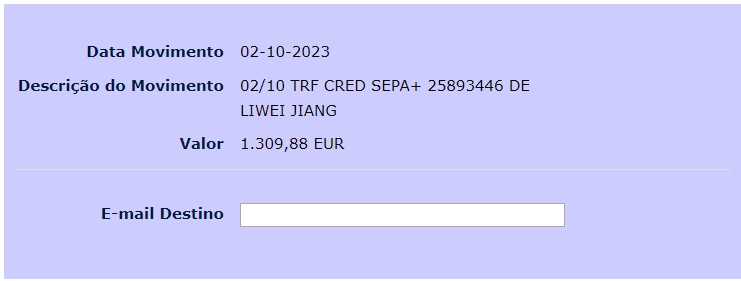 Data Movimento 02-10-2023
Descrição do Movimento 02/10 TRF CRED SEPA+ 25893446 DE
LIWEI JIANG
Valor 1.309,88 EUR
E-mail Destino